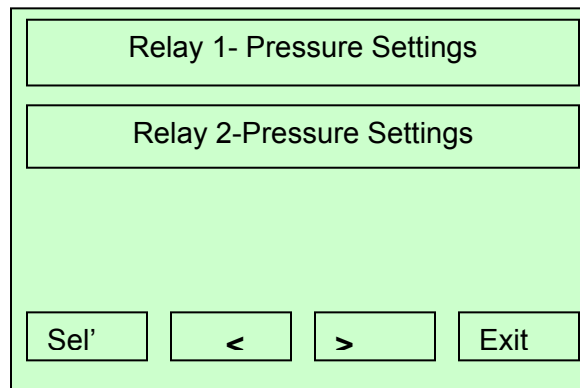 Relay 1- Pressure Settings
Relay 2-Pressure Settings
Sel’ < > Exit